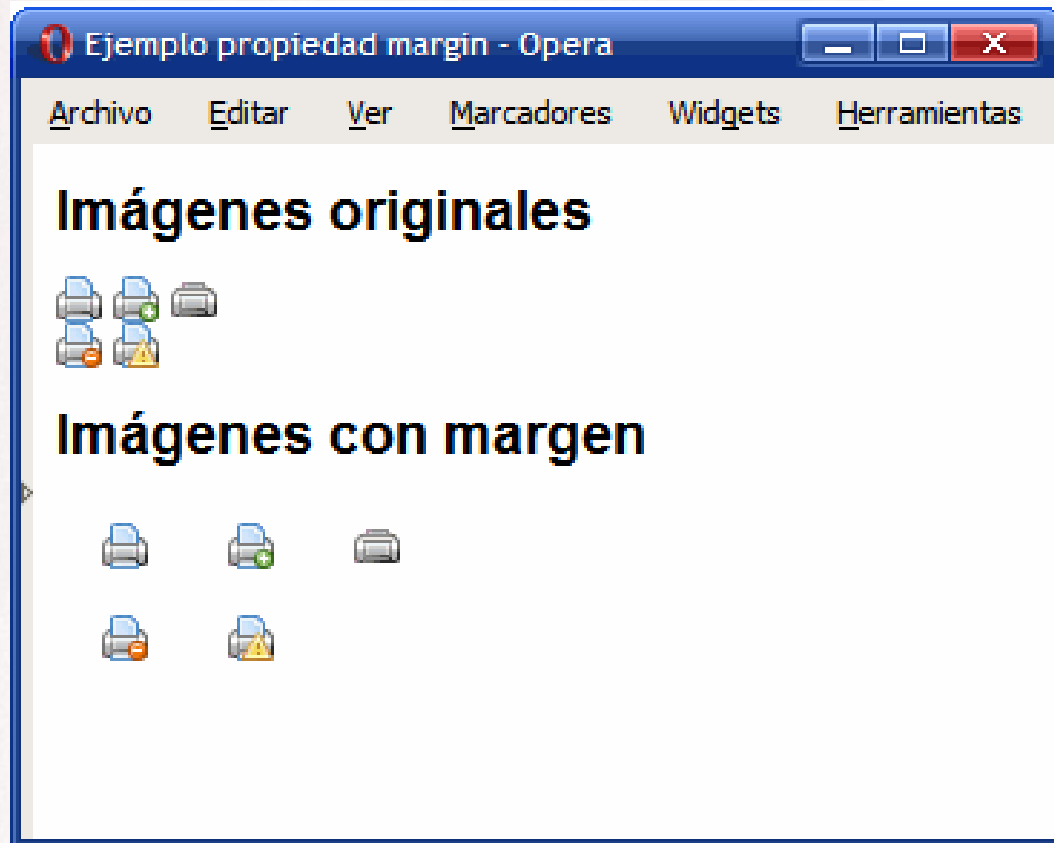 Ejemplo propiedad margin - Opera
Archivo Editar Ver Marcadores Widgets Herramientas
Imágenes originales
Imágenes con margen